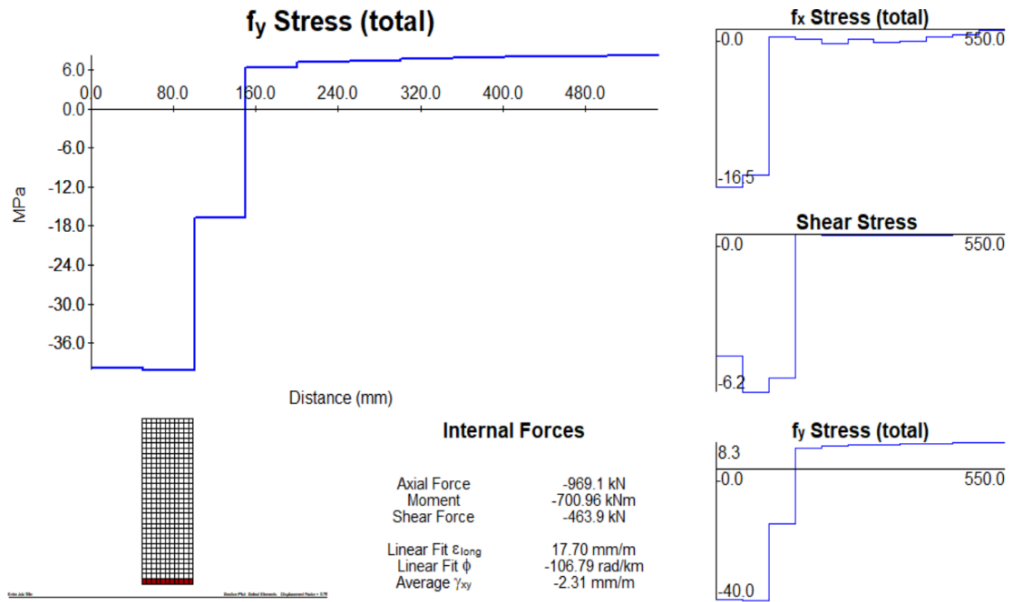 fy Stress (total)
6.0
0.0 80.0 160.0 240.0 320.0 400.0 480.0
0.0
-6.0
-12.0
-18.0
-24.0
-30.0
-36.0
MPa
Distance (mm)
Internal Forces
Axial Force -969.1 kN
Moment -700.96 kNm
Shear Force -463.9 kN
Linear Fit εlong 17.70 mm/m
Linear Fit ϕ -106.79 rad/km
Average γxy -2.31 mm/m
fx Stress (total)
-0.0 550.0
-16.5
Shear Stress
-0.0 550.0
-6.2
fy Stress (total)
8.3
-0.0 550.0
-40.0